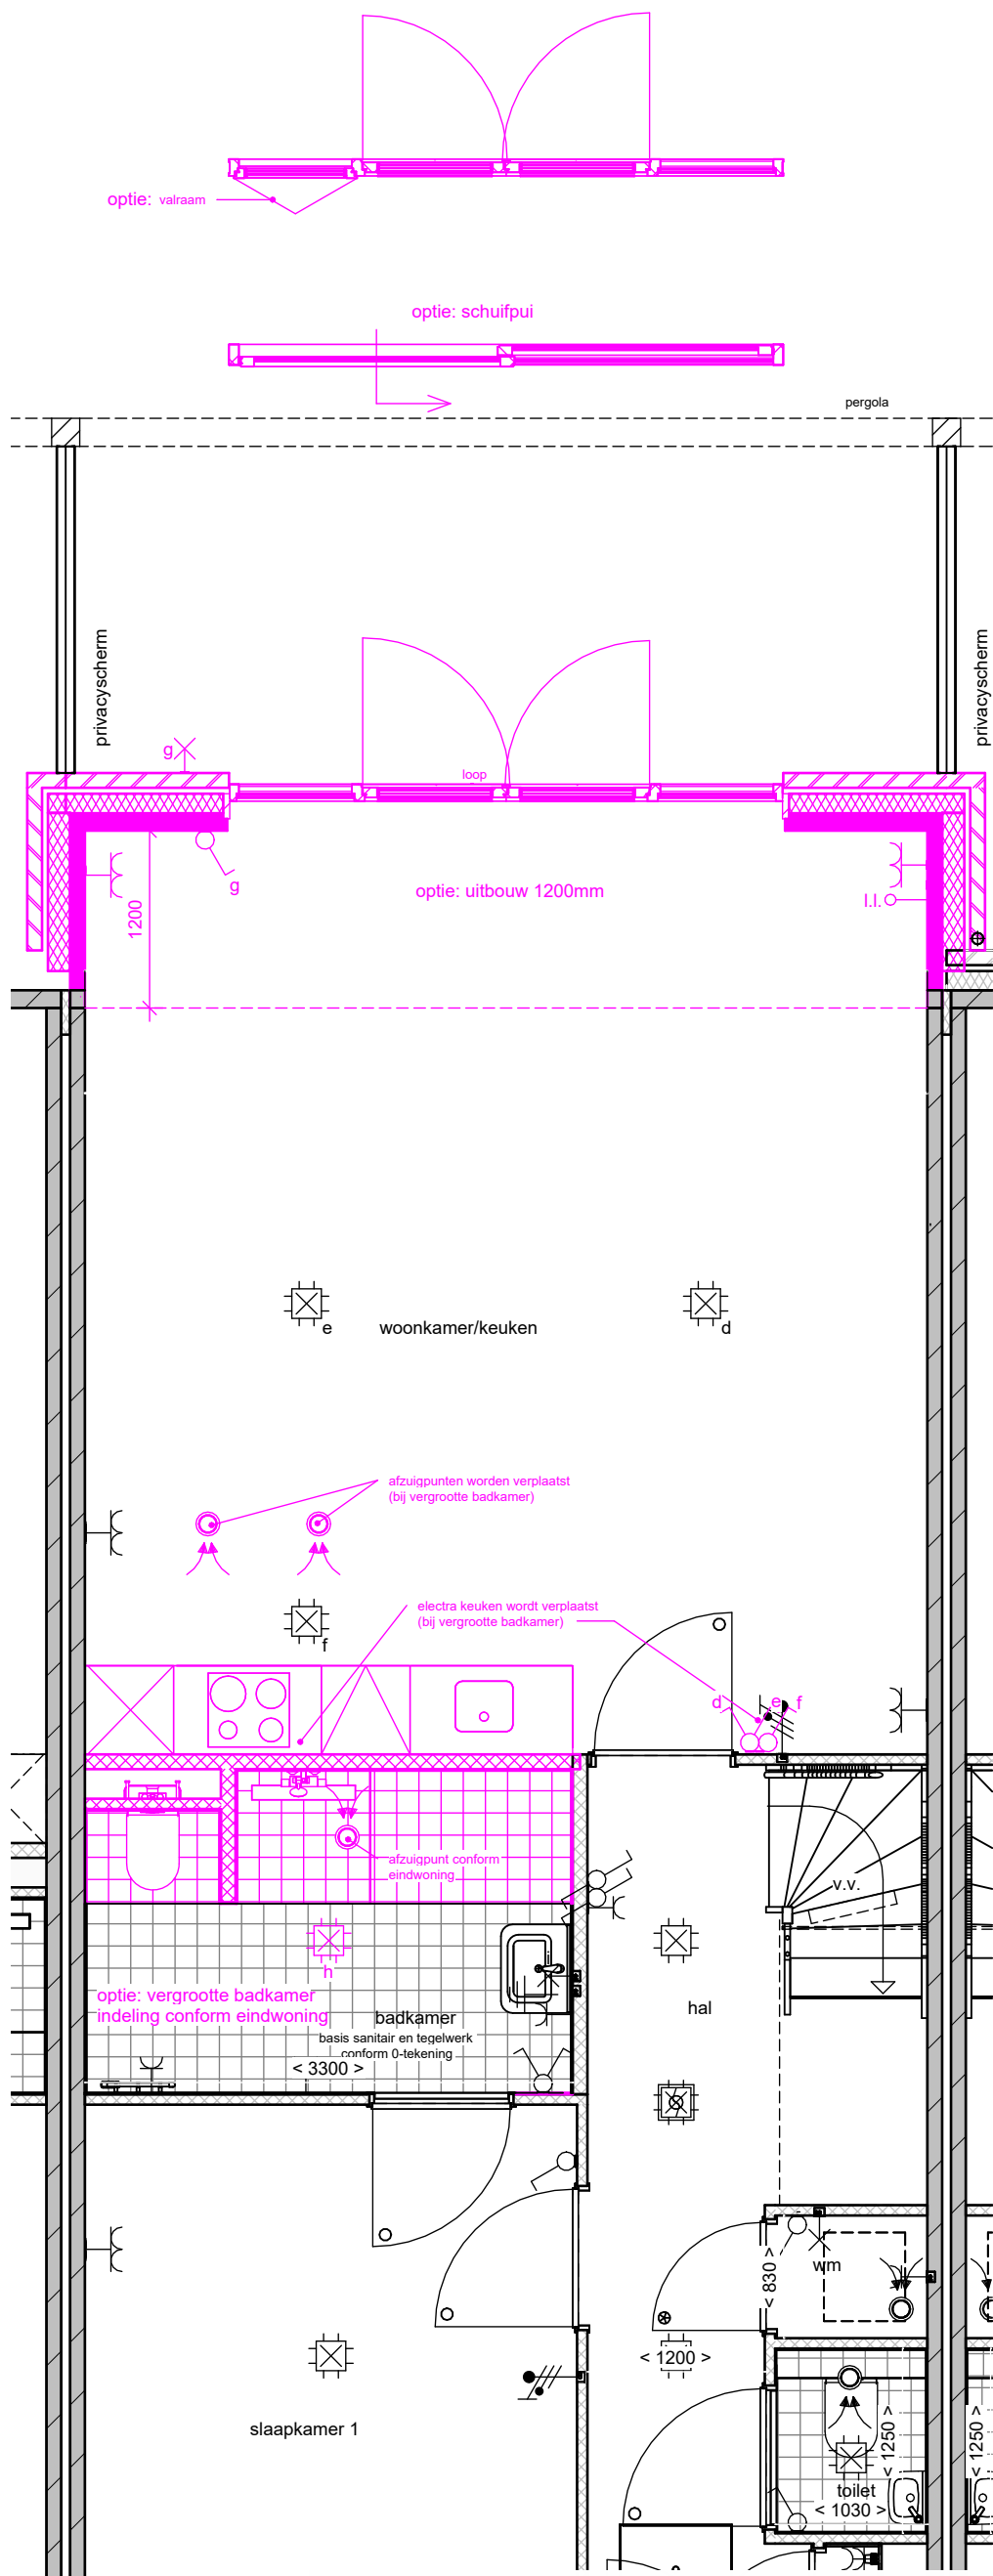 optie: valraam
optie: schuifpui
pergola
privacyscherm
privacyscherm
g
loop
g
optie: uitbouw 1200mm
l.l.
1200
e
woonkamer/keuken
d
afzuigpunten worden verplaatst
(bij vergrootte badkamer)
electra keuken wordt verplaatst
(bij vergrootte badkamer)
f
d
e
f
afzuigpunt conform
eindwoning
v.v.
h
optie: vergrootte badkamer
indeling conform eindwoning
badkamer
basis sanitair en tegelwerk
conform 0-tekening
< 3300 >
hal
< 830 >
wm
< 1200 >
slaapkamer 1
< 1250 >
< 1250 >
toilet
< 1030 >